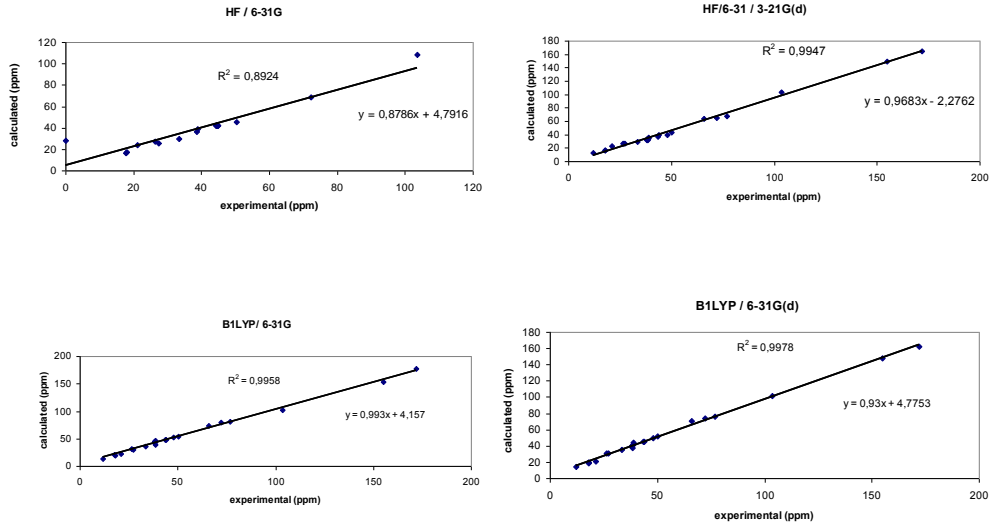 HF / 6-31G
120
100
80
60
40
20
0
calculated (ppm)
R² = 0,8924
y = 0,8786x + 4,7916
0 20 40 60 80 100 120
experimental (ppm)
HF/6-31 / 3-21G(d)
180
160
140
120
100
80
60
40
20
0
calculated (ppm)
R² = 0,9947
y = 0,9683x - 2,2762
0 50 100 150 200
experimental (ppm)
B1LYP/ 6-31G
200
150
100
50
0
calculated (ppm)
R² = 0,9958
y = 0,993x + 4,157
0 50 100 150 200
experimental (ppm)
B1LYP / 6-31G(d)
180
160
140
120
100
80
60
40
20
0
calculated (ppm)
R² = 0,9978
y = 0,93x + 4,7753
0 50 100 150 200
experimental (ppm)